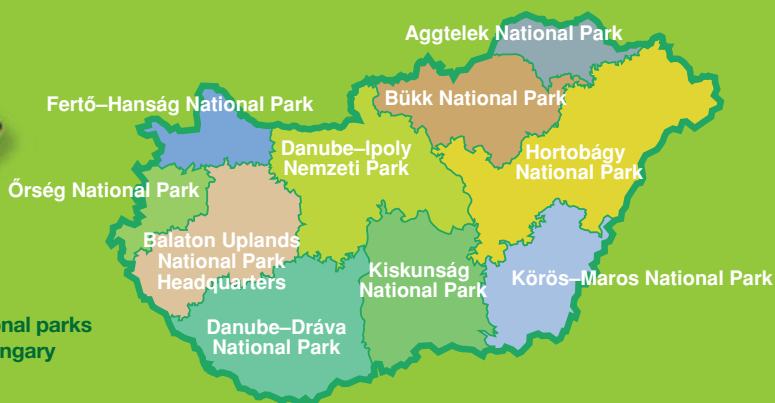 Aggtelek National Park
Fertő–Hanság National Park
Bükk National Park
Danube–Ipoly
Nemzeti Park
Hortobágy
National Park
Őrség National Park
Balaton Uplands
National Park
Headquarters
Kiskunság
National Park
Körös–Maros National Park
Danube–Dráva
National Park
parks